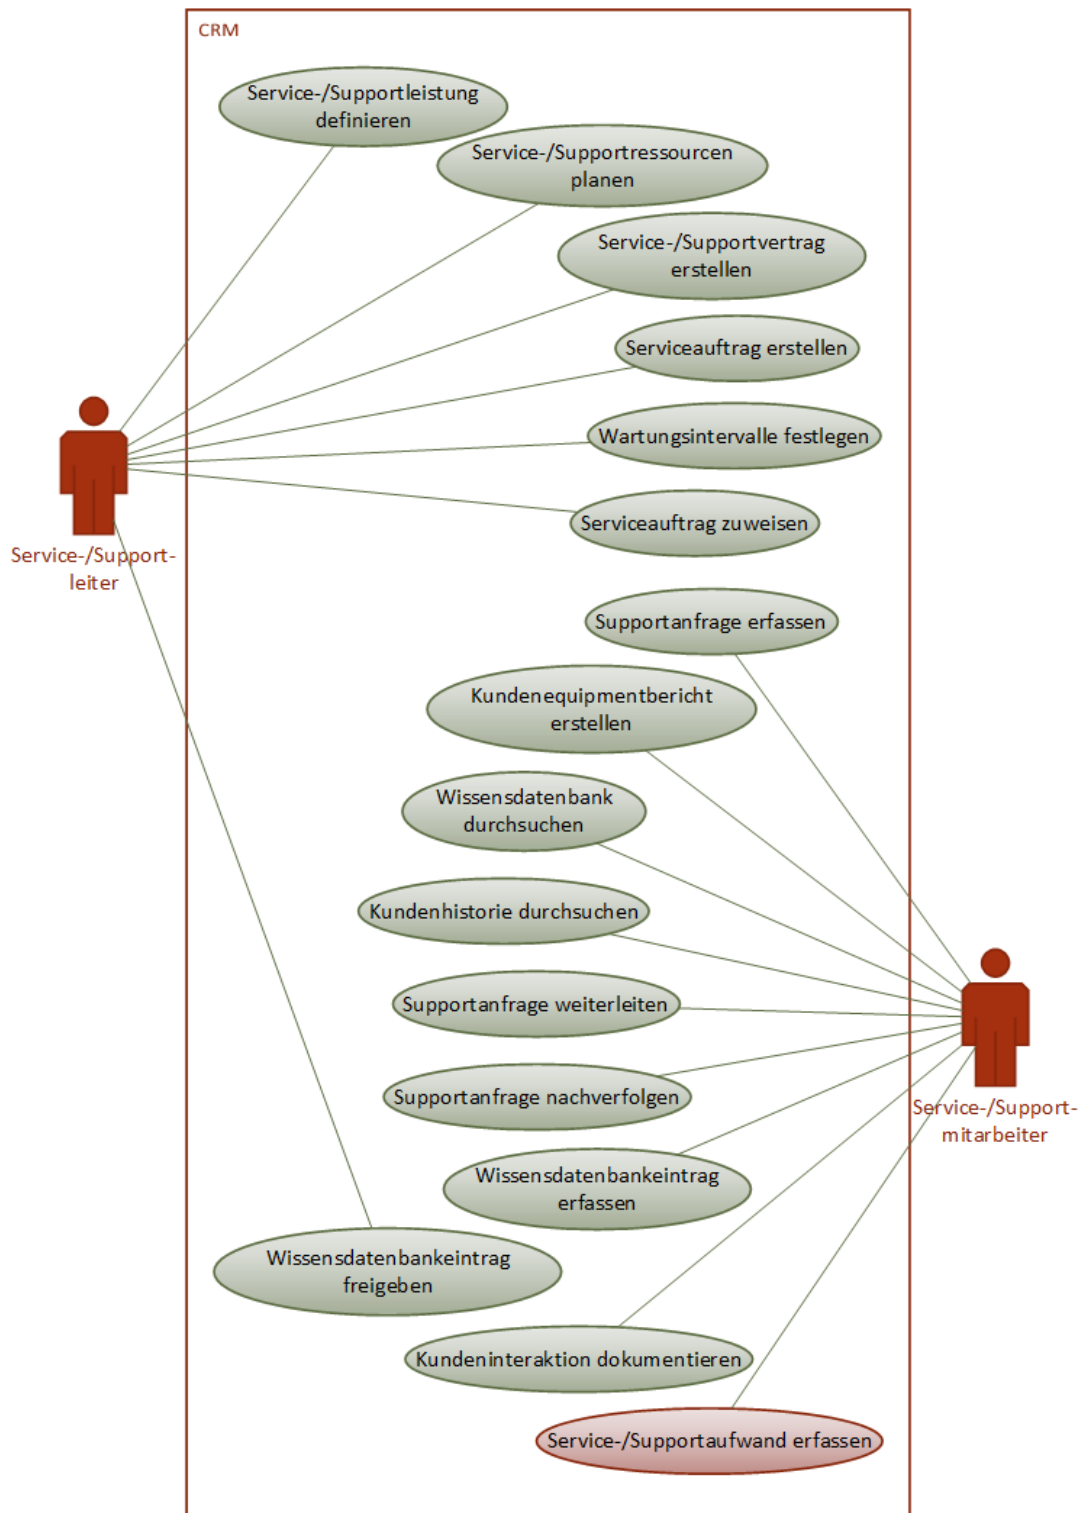 CRM
Service-/Supportleistung
definieren
Service-/Supportressourcen
planen
Service-/Supportvertrag
erstellen
Serviceauftrag erstellen
Wartungsintervalle festlegen
Serviceauftrag zuweisen
Service-/Support-
leiter
Supportanfrage erfassen
Kundenequipmentbericht
erstellen
Wissensdatenbank
durchsuchen
Kundenhistorie durchsuchen
Supportanfrage weiterleiten
Supportanfrage nachverfolgen
Service-/Support-
mitarbeiter
Wissensdatenbankeintrag
erfassen
Wissensdatenbankeintrag
freigeben
Kundeninteraktion dokumentieren
Service-/Supportaufwand erfassen